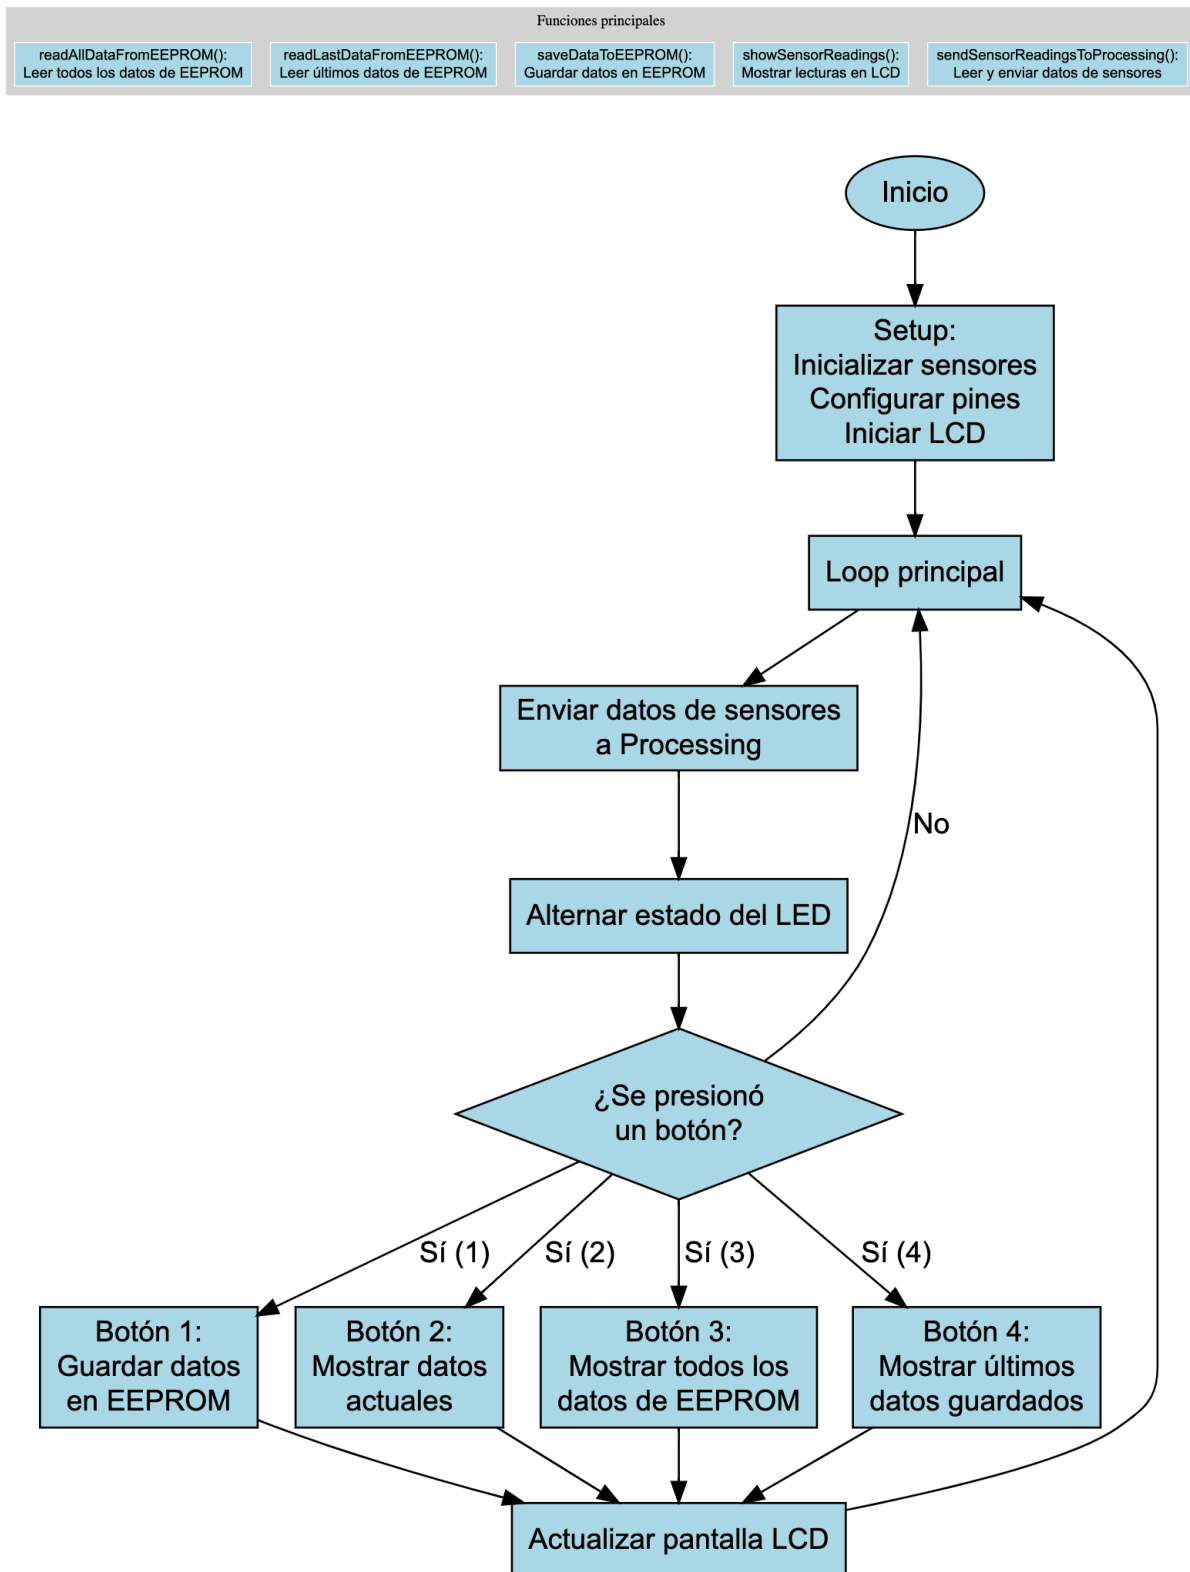 Funciones principales
readAllDataFromEEPROM():
Leer todos los datos de EEPROM
readLastDataFromEEPROM():
Leer últimos datos de EEPROM
saveDataToEEPROM():
Guardar datos en EEPROM
showSensorReadings():
Mostrar lecturas en LCD
sendSensorReadingsToProcessing():
Leer y enviar datos de sensores
Inicio
Setup:
Inicializar sensores
Configurar pines
Iniciar LCD
Loop principal
Enviar datos de sensores
a Processing
No
Alternar estado del LED
¿Se presionó
un botón?
Sí (1)
Sí (2)
Sí (3)
Sí (4)
Botón 1:
Guardar datos
en EEPROM
Botón 2:
Mostrar datos
actuales
Botón 3:
Mostrar todos los
datos de EEPROM
Botón 4:
Mostrar últimos
datos guardados
Actualizar pantalla LCD